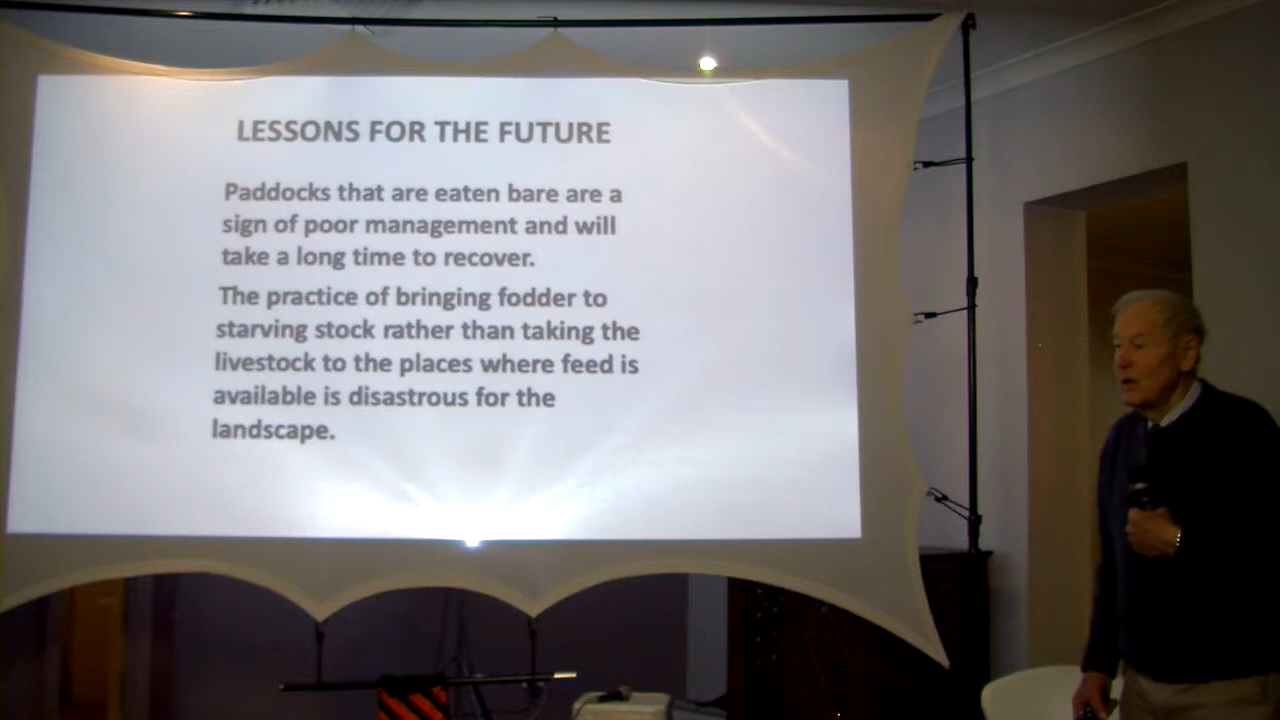 LESSONS FOR THE FUTURE
Paddocks that are eaten bare are a
sign of poor management and will
take a long time to recover.
The practice of bringing fodder to
starving stock rather than taking the
livestock to the places where feed is
available is disastrous for the
landscape.